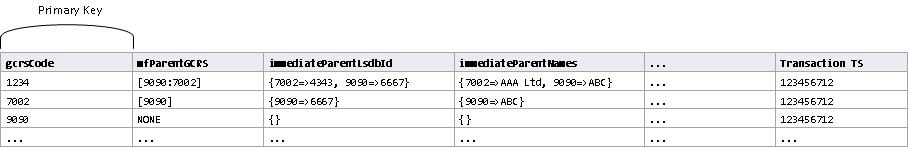 Primary Key
gcrsCode mfParentGCRS immediateParentLsdbId immediateParentNames ... Transaction TS
1234 [9090:7002] {7002=>4343, 9090=>6667} {7002=>AAA Ltd, 9090=>ABC} ... 123456712
7002 [9090] {9090=>6667} {9090=>ABC} ... 123456712
9090 NONE {} {} ... 123456712
... ... ... ... ... ...